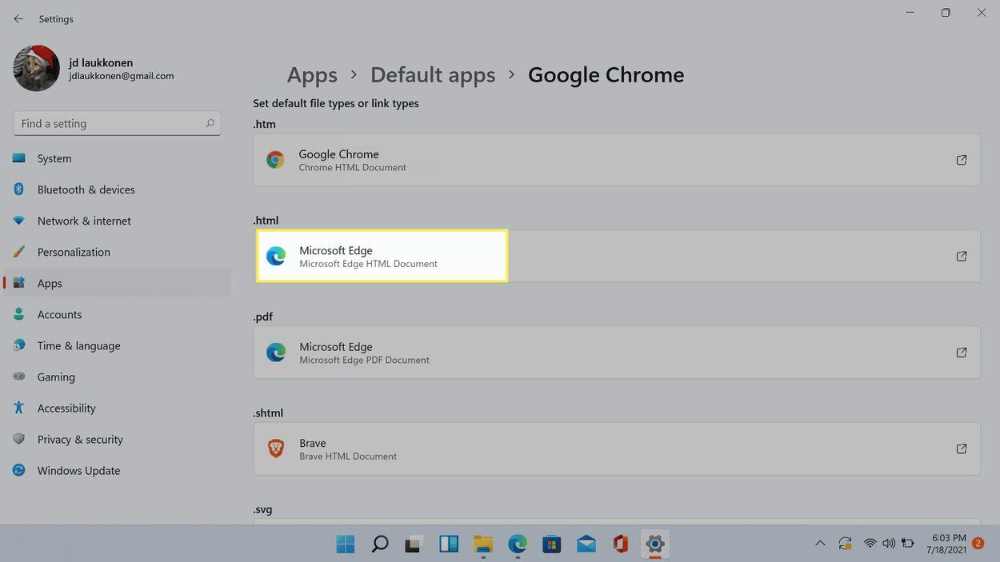 Settings
jd laukkonen
jdlaukkonen@gmail.com
Find a setting
System
Bluetooth & devices
Network & internet
Personalization
Apps
Accounts
Time & language
Gaming
Accessibility
Privacy & security
Windows Update
Apps > Default apps > Google Chrome
Set default file types or link types
.htm
Google Chrome
Chrome HTML Document
.html
Microsoft Edge
Microsoft Edge HTML Document
.pdf
Microsoft Edge
Microsoft Edge PDF Document
.shtml
Brave
Brave HTML Document
.svg
6:03 PM
7/18/2021
2